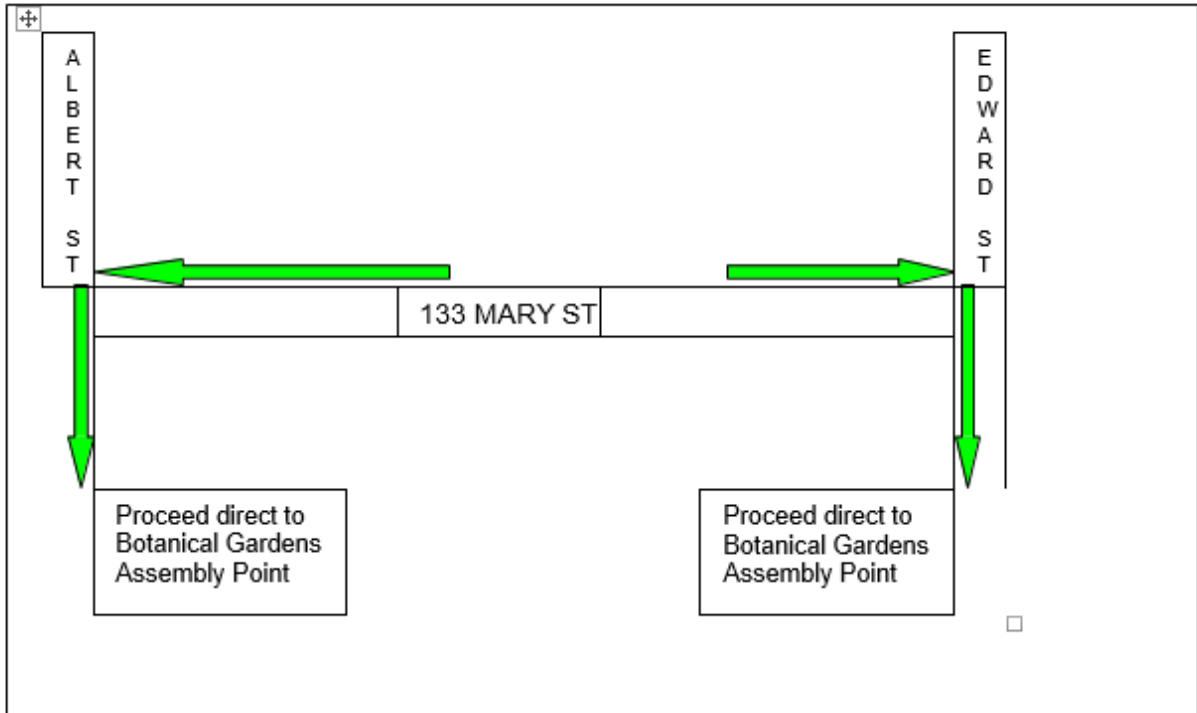 ALBERT ST
EDWARD ST
133 MARY ST
Proceed direct to
Botanical Gardens
Assembly Point
Proceed direct to
Botanical Gardens
Assembly Point